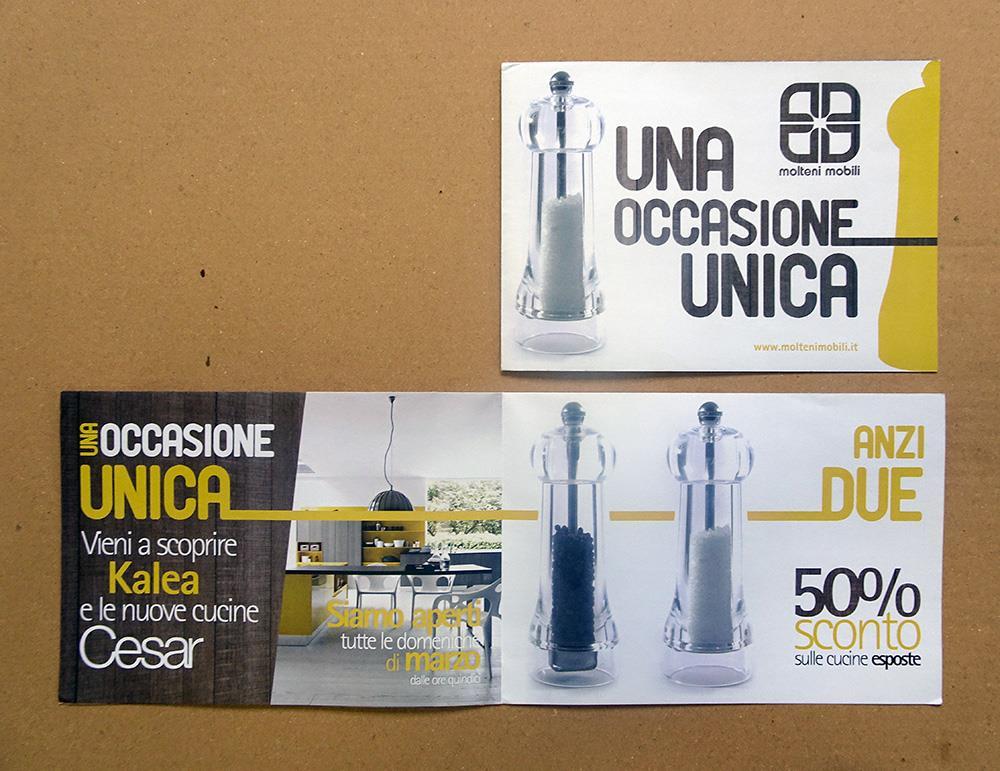 molteni mobili
UNA
OCCASIONE
UNICA
www.moltenimobili.it
UNA OCCASIONE
UNICA
Vieni a scoprire
Kalea
e le nuove cucine
Cesar
Siamo aperti
tutte le domeniche
di marzo
dalle ore quindici
ANZI
DUE
50%
sconto
sulle cucine esposte